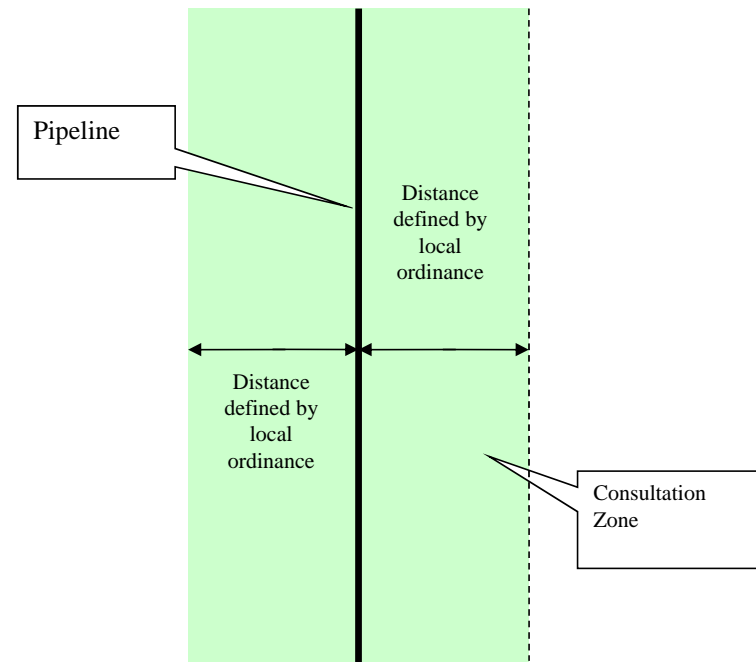 Pipeline
Distance
defined by
local
ordinance
Distance
defined by
local
ordinance
Consultation
Zone